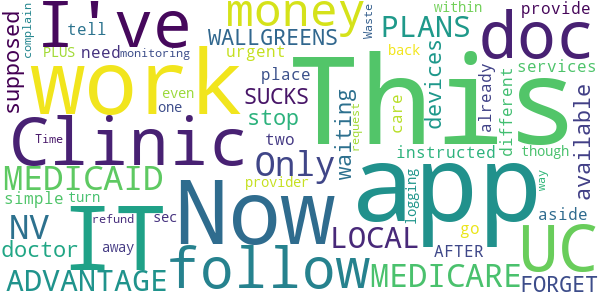 I've money doc
complain tell WALLGREENS urgent PLANS Waste within provide
PLUS need monitoring back
supposed work place This devices services
even SUCKS already different
one stop two care available
Clinic Only waiting instructed though
MEDICAID request
simple turn IT Now provider app logging way
NV Time refund sec go UC
doctor away follow LOCAL AFTER aside
ADVANTAGE MEDICARE FORGET